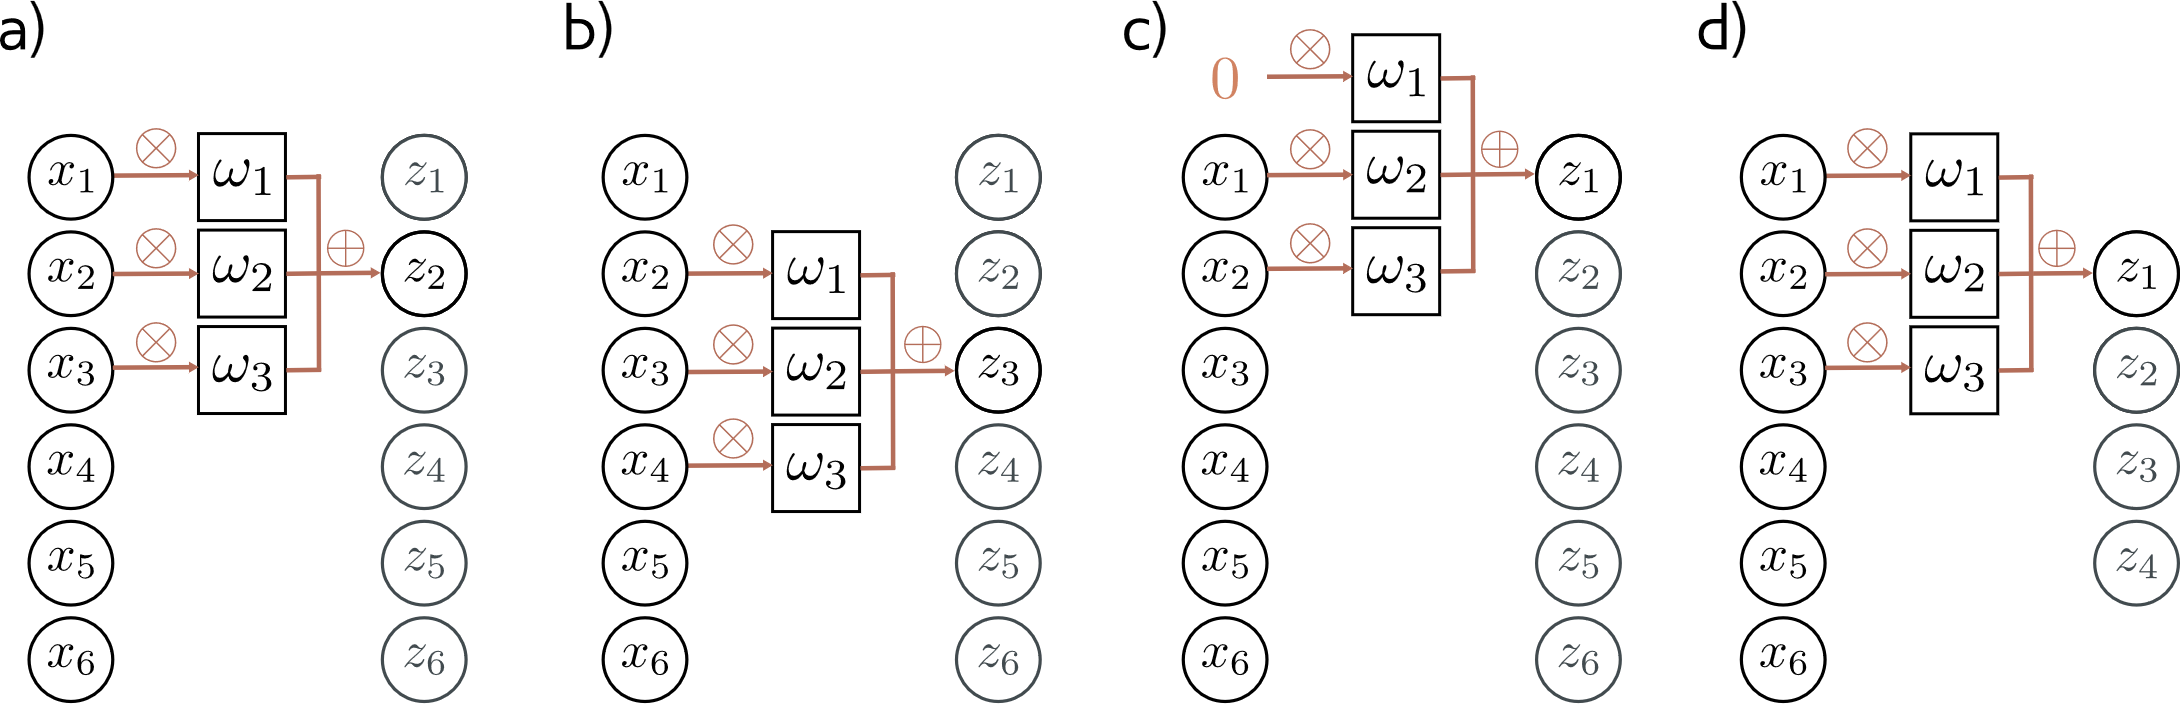 a) b) c) d)
0 ⊗ ω₁
x₁ ⊗ ω₁ z₁ x₁ z₁ x₁ ⊗ ω₂ ⊕ z₁ x₁ ⊗ ω₁
x₂ ⊗ ω₂ ⊕ z₂ x₂ ⊗ ω₁ z₂ x₂ ⊗ ω₃ z₂ x₂ ⊗ ω₂ ⊕ z₁
x₃ ⊗ ω₃ z₃ x₃ ⊗ ω₂ ⊕ z₃ x₃ z₃ x₃ ⊗ ω₃ z₂
x₄ z₄ x₄ ⊗ ω₃ z₄ x₄ z₄ x₄ z₃
x₅ z₅ x₅ z₅ x₅ z₅ x₅ z₄
x₆ z₆ x₆ z₆ x₆ z₆ x₆